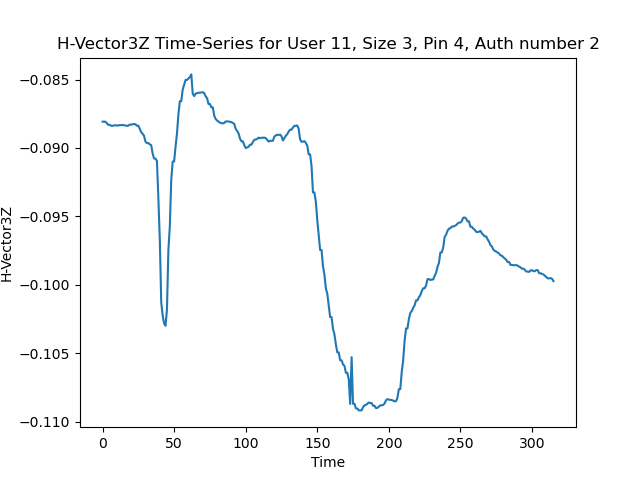 H-Vector3Z Time-Series for User 11, Size 3, Pin 4, Auth number 2
H-Vector3Z
−0.085
−0.090
−0.095
−0.100
−0.105
−0.110
0 50 100 150 200 250 300
Time